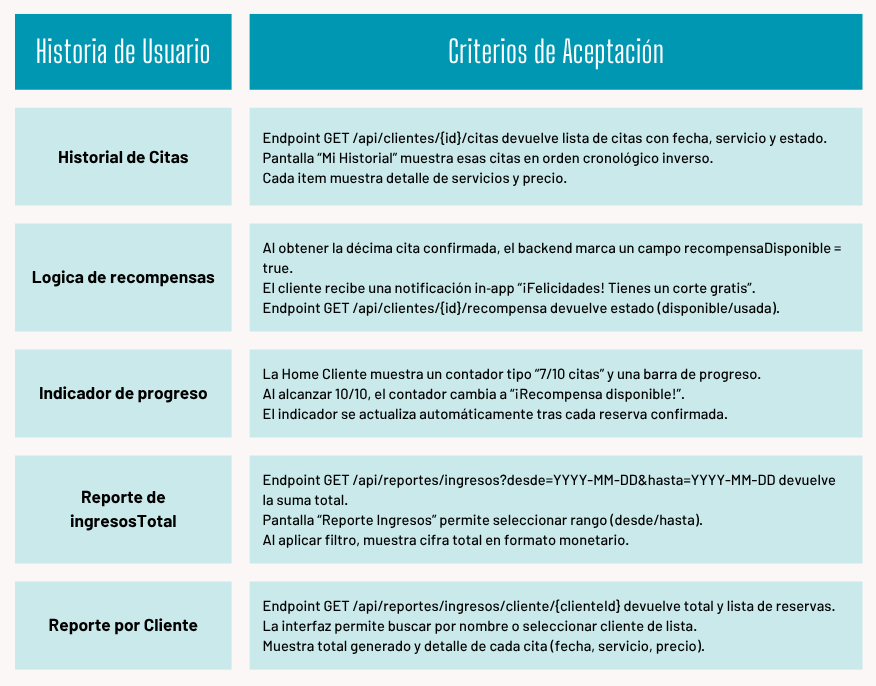 Historia de Usuario
Criterios de Aceptación
Historial de Citas
Endpoint GET /api/clientes/{id}/citas devuelve lista de citas con fecha, servicio y estado.
Pantalla “Mi Historial” muestra esas citas en orden cronológico inverso.
Cada item muestra detalle de servicios y precio.
Logica de recompensas
Al obtener la décima cita confirmada, el backend marca un campo recompensaDisponible =
true.
El cliente recibe una notificación in-app “¡Felicidades! Tienes un corte gratis”.
Endpoint GET /api/clientes/{id}/recompensa devuelve estado (disponible/usada).
Indicador de progreso
La Home Cliente muestra un contador tipo “7/10 citas” y una barra de progreso.
Al alcanzar 10/10, el contador cambia a “¡Recompensa disponible!”.
El indicador se actualiza automáticamente tras cada reserva confirmada.
Reporte de
ingresosTotal
Endpoint GET /api/reportes/ingresos?desde=YYYY-MM-DD&hasta=YYYY-MM-DD devuelve
la suma total.
Pantalla “Reporte Ingresos” permite seleccionar rango (desde/hasta).
Al aplicar filtro, muestra cifra total en formato monetario.
Reporte por Cliente
Endpoint GET /api/reportes/ingresos/cliente/{clienteId} devuelve total y lista de reservas.
La interfaz permite buscar por nombre o seleccionar cliente de lista.
Muestra total generado y detalle de cada cita (fecha, servicio, precio).